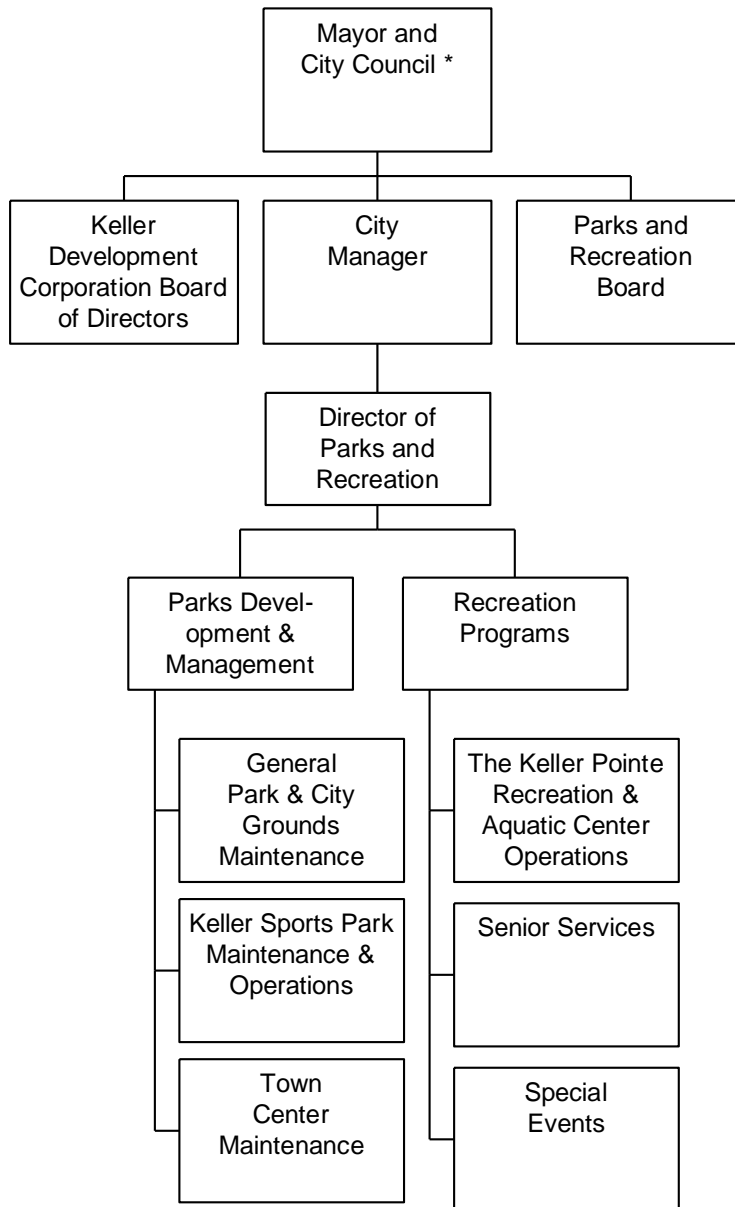 Mayor and
City Council *
Keller
Development
Corporation Board
of Directors
City
Manager
Parks and
Recreation
Board
Director of
Parks and
Recreation
Parks Devel-
opment &
Management
Recreation
Programs
General
Park & City
Grounds
Maintenance
The Keller Pointe
Recreation &
Aquatic Center
Operations
Keller Sports Park
Maintenance &
Operations
Senior Services
Town
Center
Maintenance
Special
Events